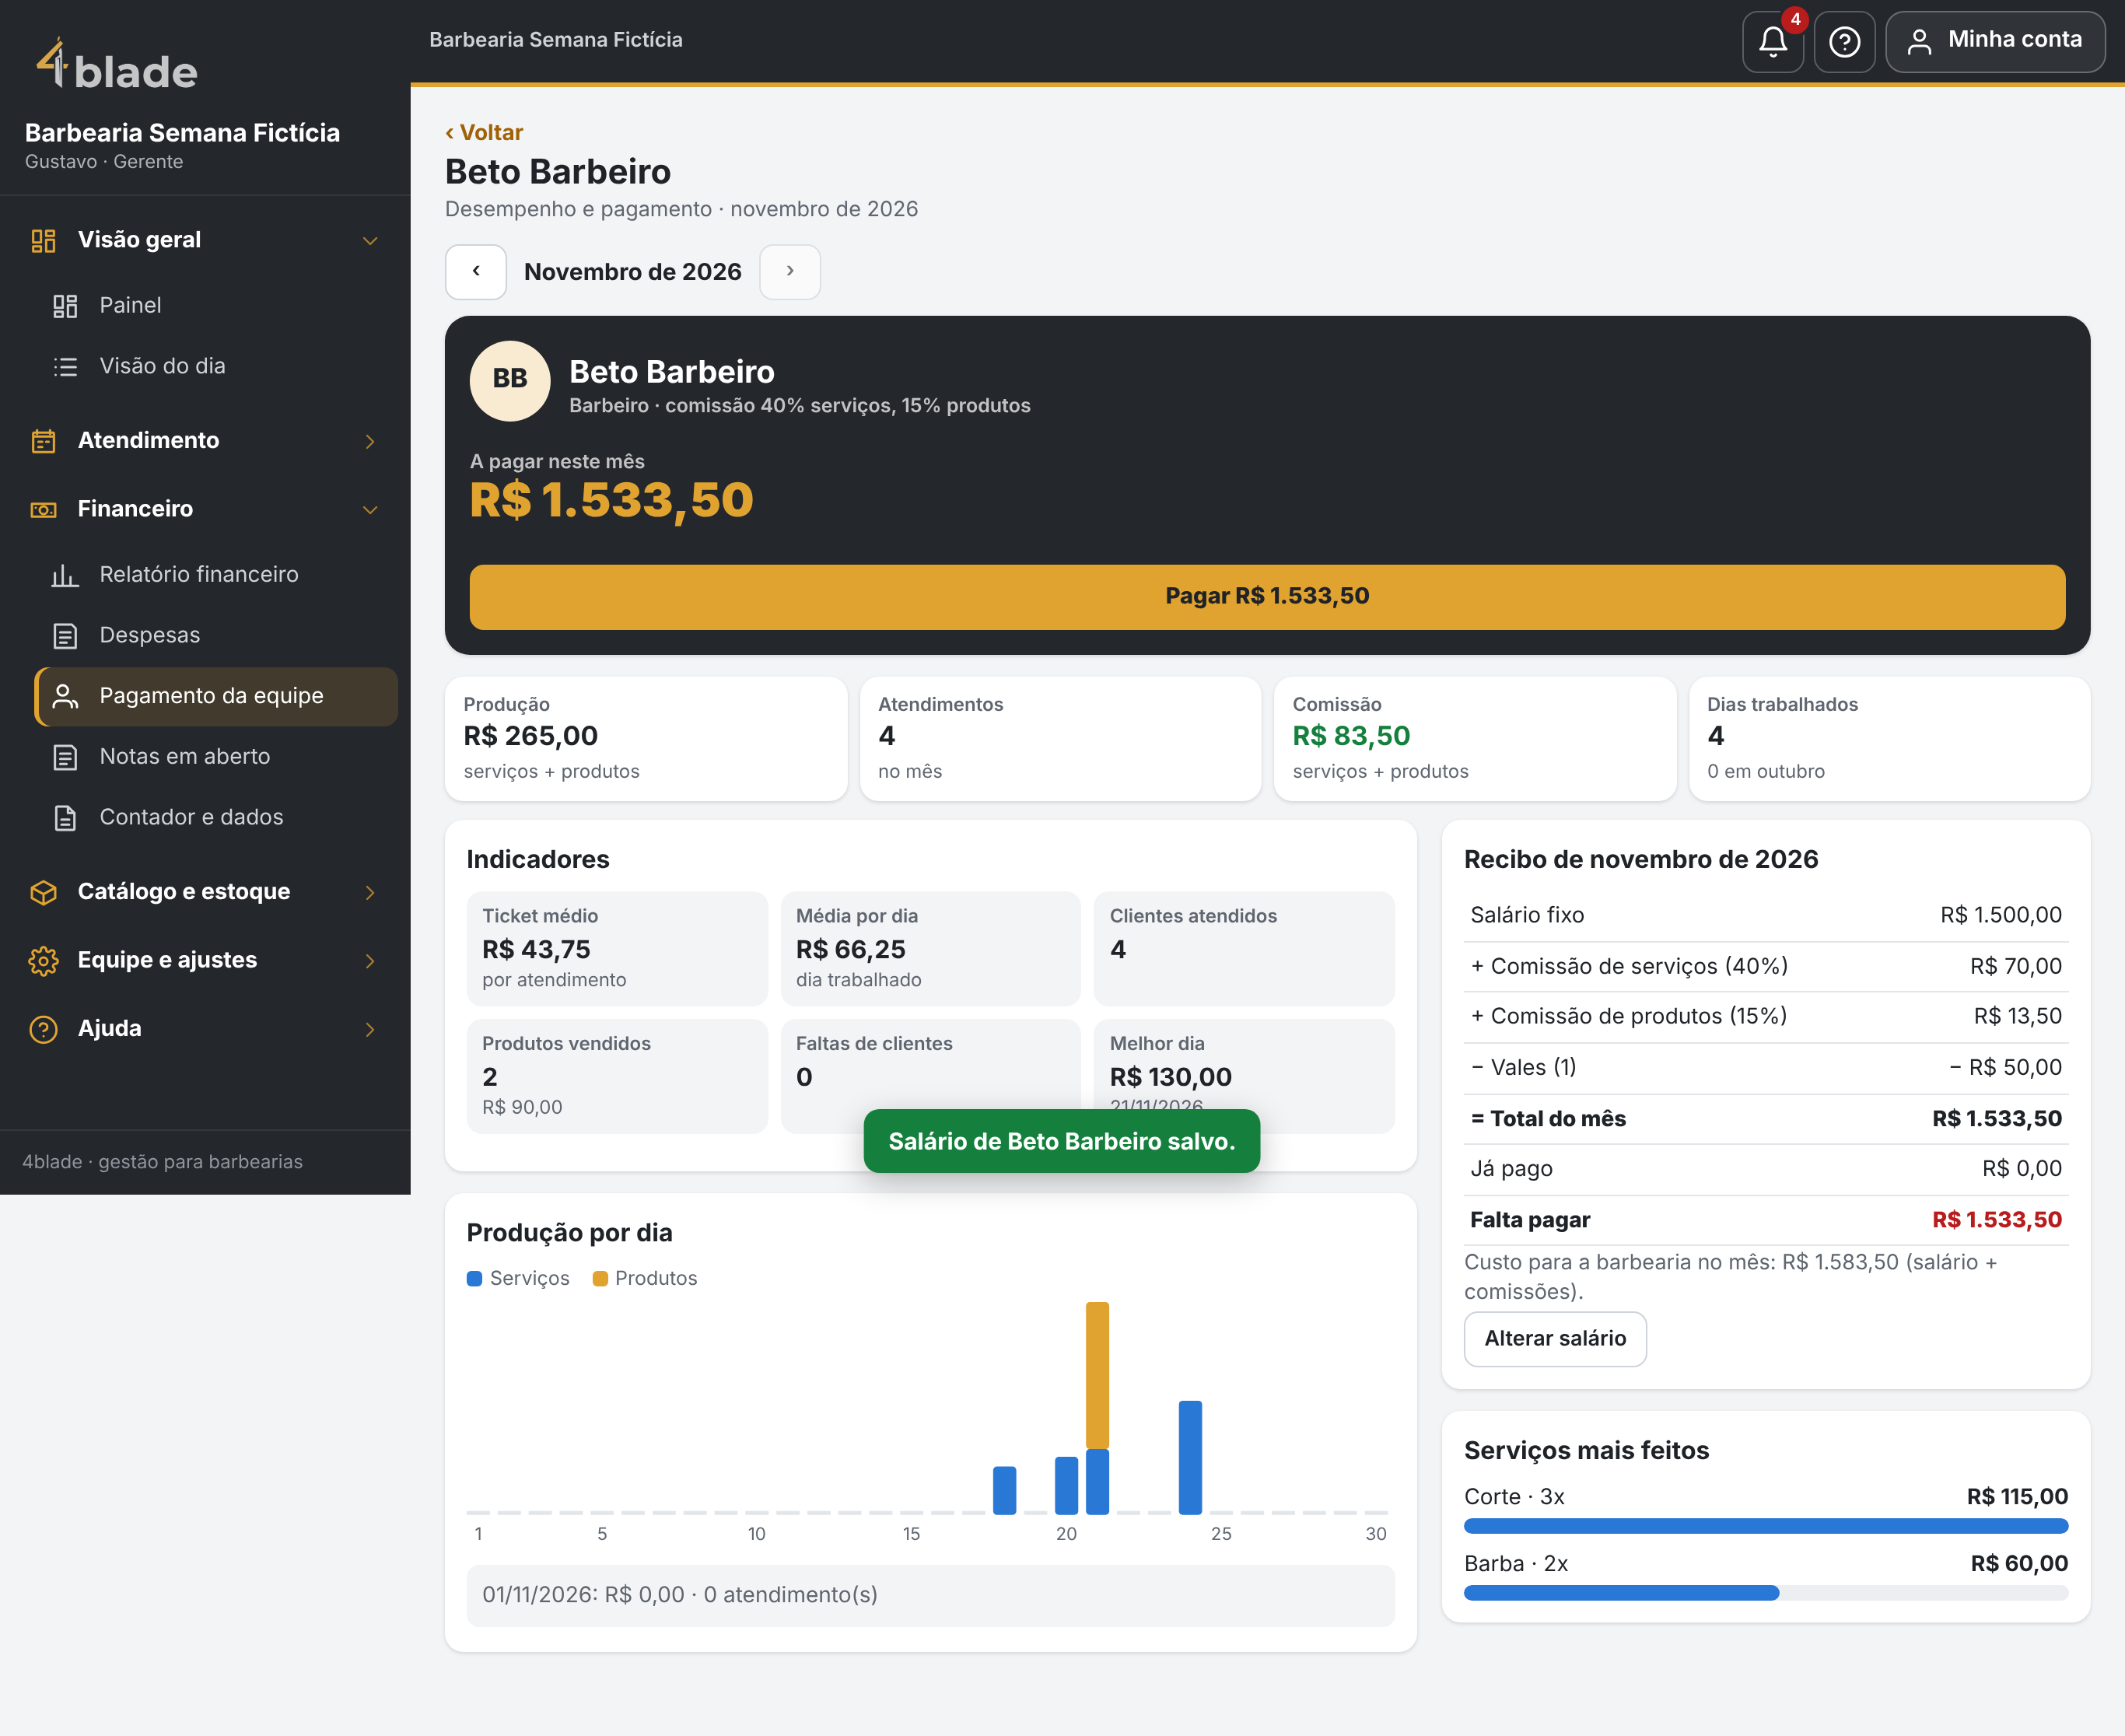 4blade
Barbearia Semana Fictícia
Gustavo · Gerente
Visão geral
Painel
Visão do dia
Atendimento
Financeiro
Relatório financeiro
Despesas
Pagamento da equipe
Notas em aberto
Contador e dados
Catálogo e estoque
Equipe e ajustes
Ajuda
4blade · gestão para barbearias
Barbearia Semana Fictícia
4
Minha conta
‹ Voltar
Beto Barbeiro
Desempenho e pagamento · novembro de 2026
‹ Novembro de 2026 ›
BB
Beto Barbeiro
Barbeiro · comissão 40% serviços, 15% produtos
A pagar neste mês
R$ 1.533,50
Pagar R$ 1.533,50
Produção
R$ 265,00
serviços + produtos
Atendimentos
4
no mês
Comissão
R$ 83,50
serviços + produtos
Dias trabalhados
4
0 em outubro
Indicadores
Ticket médio
R$ 43,75
por atendimento
Média por dia
R$ 66,25
dia trabalhado
Clientes atendidos
4
Produtos vendidos
2
R$ 90,00
Faltas de clientes
0
Melhor dia
R$ 130,00
21/11/2026
Salário de Beto Barbeiro salvo.
Produção por dia
Serviços Produtos
1 5 10 15 20 25 30
01/11/2026: R$ 0,00 · 0 atendimento(s)
Recibo de novembro de 2026
Salário fixo R$ 1.500,00
+ Comissão de serviços (40%) R$ 70,00
+ Comissão de produtos (15%) R$ 13,50
− Vales (1) − R$ 50,00
= Total do mês R$ 1.533,50
Já pago R$ 0,00
Falta pagar R$ 1.533,50
Custo para a barbearia no mês: R$ 1.583,50 (salário +
comissões).
Alterar salário
Serviços mais feitos
Corte · 3x R$ 115,00
Barba · 2x R$ 60,00